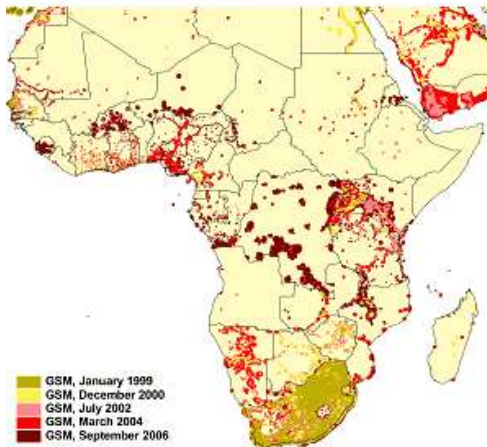 GSM, January 1999
GSM, December 2000
GSM, July 2002
GSM, March 2004
GSM, September 2006